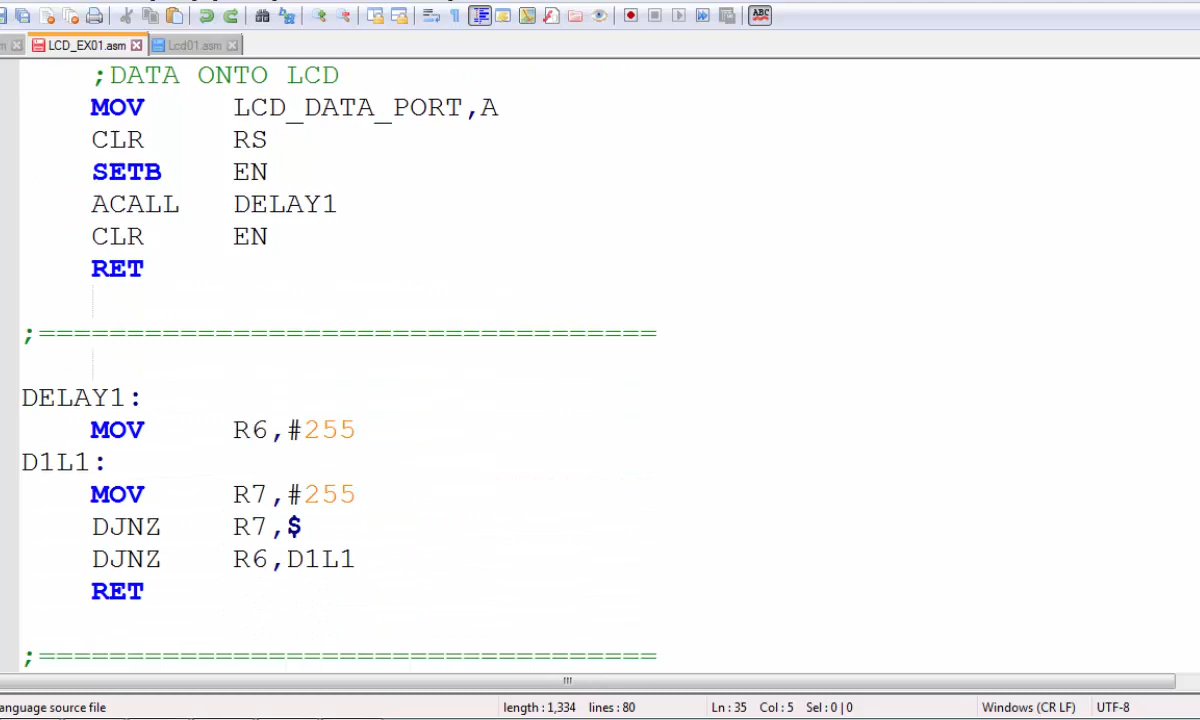 ABC
m LCD_EX01.asm Lcd01.asm
;DATA ONTO LCD
MOV LCD_DATA_PORT,A
CLR RS
SETB EN
ACALL DELAY1
CLR EN
RET
;===================================
DELAY1:
MOV R6,#255
D1L1:
MOV R7,#255
DJNZ R7,$
DJNZ R6,D1L1
RET
;===================================
anguage source file length : 1,334 lines : 80 Ln : 35 Col : 5 Sel : 0 | 0 Windows (CR LF) UTF-8